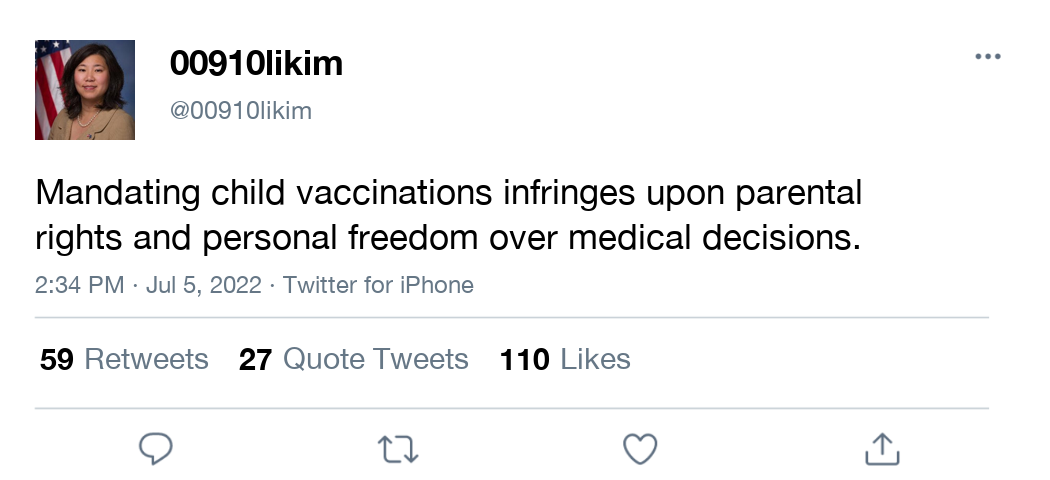 00910likim
@00910likim
Mandating child vaccinations infringes upon parental
rights and personal freedom over medical decisions.
2:34 PM · Jul 5, 2022 · Twitter for iPhone
59 Retweets 27 Quote Tweets 110 Likes